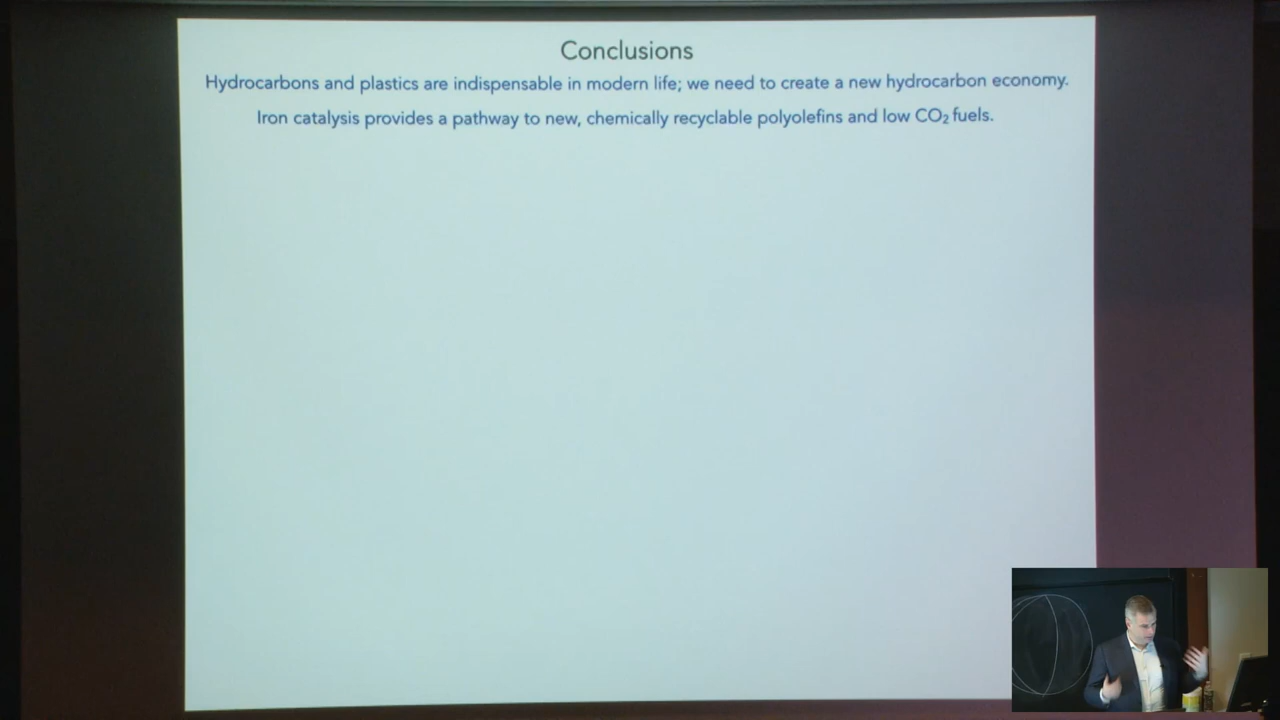 Conclusions
Hydrocarbons and plastics are indispensable in modern life; we need to create a new hydrocarbon economy.
Iron catalysis provides a pathway to new, chemically recyclable polyolefins and low CO₂ fuels.